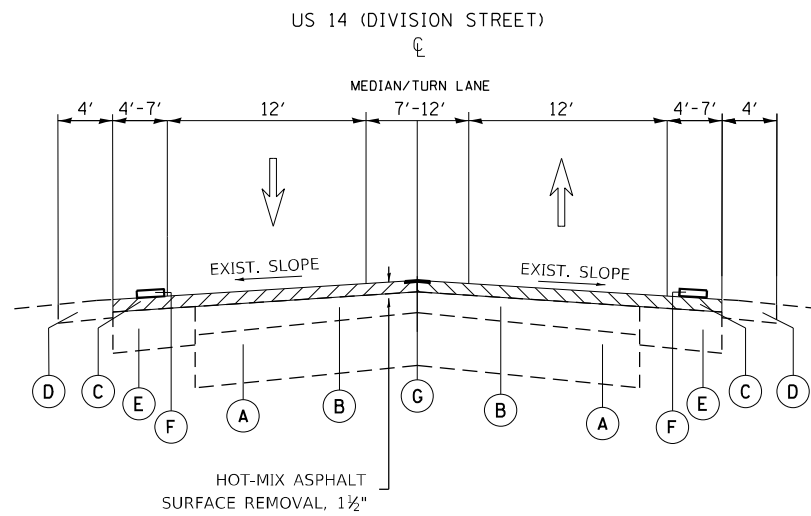 US 14 (DIVISION STREET)
℄
MEDIAN/TURN LANE
4' 4'-7' 12' 7'-12' 12' 4'-7' 4'
EXIST. SLOPE EXIST. SLOPE
D C E F A B G B A F E C D
HOT-MIX ASPHALT
SURFACE REMOVAL, 1½"